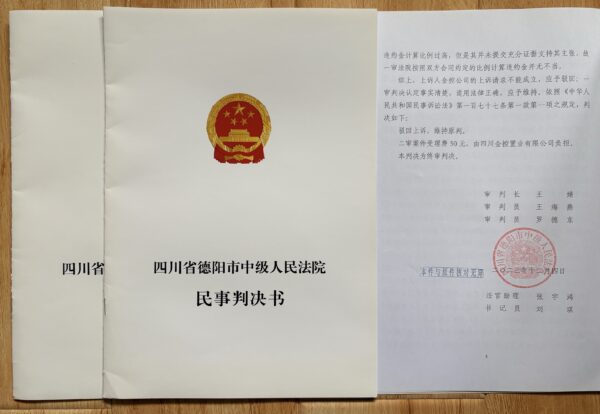 四川省
四川省德阳市中级人民法院
民事判决书
违约金计算比例过高，但是其并未提交充分证据支持其主张，故
一审法院按照双方合同约定的比例计算违约金并无不当。
综上，上诉人金控公司的上诉请求不能成立，应予驳回；一
审判决认定事实清楚，适用法律正确，应予维持。依照《中华人
民共和国民事诉讼法》第一百七十七条第一款第一项之规定，判
决如下：
驳回上诉，维持原判。
二审案件受理费50元，由四川金控置业有限公司负担。
本判决为终审判决。
审判长 王
审判员 王海燕
审判员 罗德东
本件与原件核对无异
月四日
法官助理 张宇鸿
书记员 刘琪